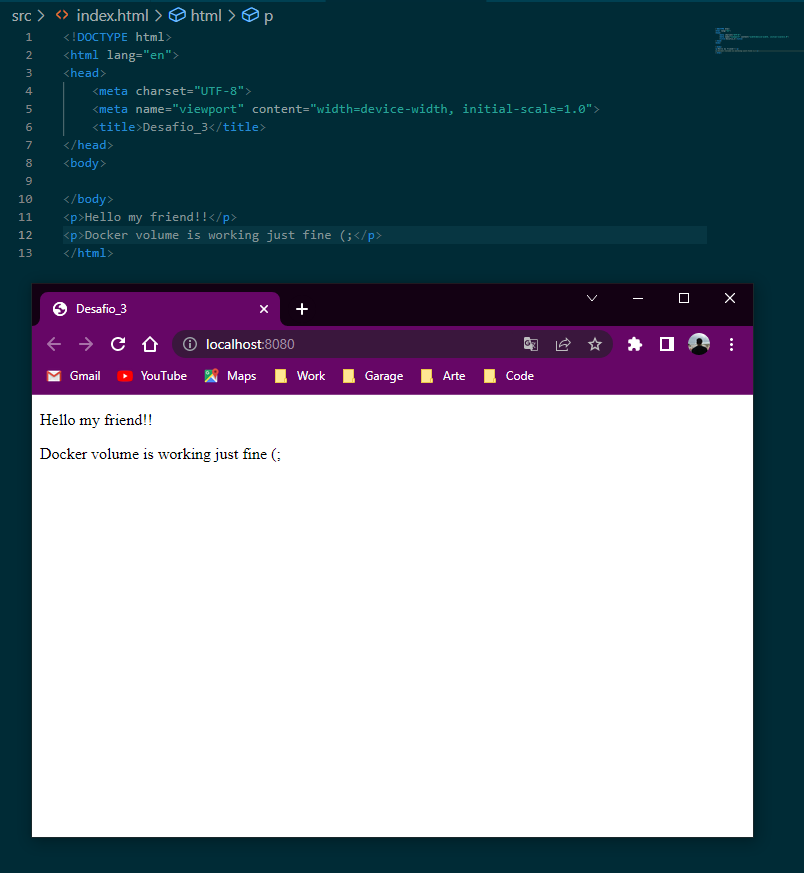 src > index.html > html > p
1 <!DOCTYPE html>
2 <html lang="en">
3 <head>
4     <meta charset="UTF-8">
5     <meta name="viewport" content="width=device-width, initial-scale=1.0">
6     <title>Desafio_3</title>
7 </head>
8 <body>
9
10 </body>
11 <p>Hello my friend!!</p>
12 <p>Docker volume is working just fine (;</p>
13 </html>
Desafio_3
localhost:8080
Gmail YouTube Maps Work Garage Arte Code
Hello my friend!!
Docker volume is working just fine (;